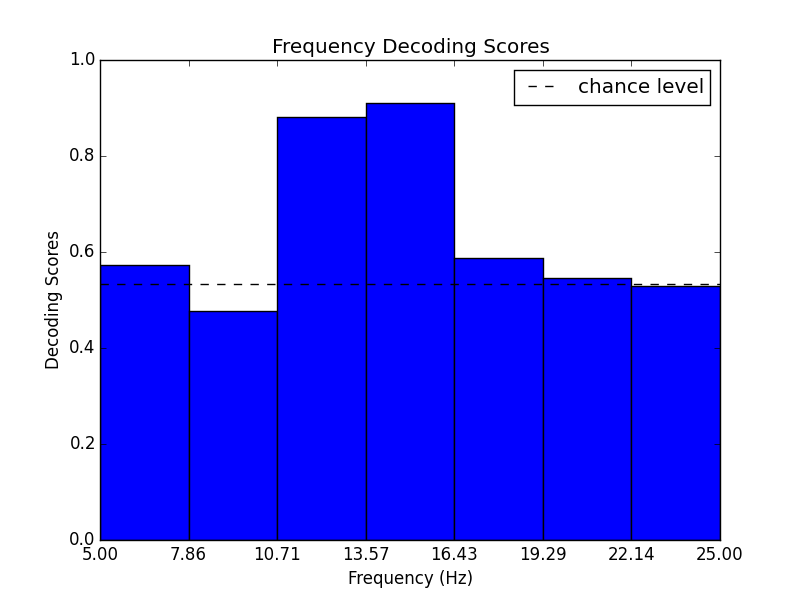 Frequency Decoding Scores
chance level
1.0
0.8
0.6
0.4
0.2
0.0
Decoding Scores
5.00 7.86 10.71 13.57 16.43 19.29 22.14 25.00
Frequency (Hz)